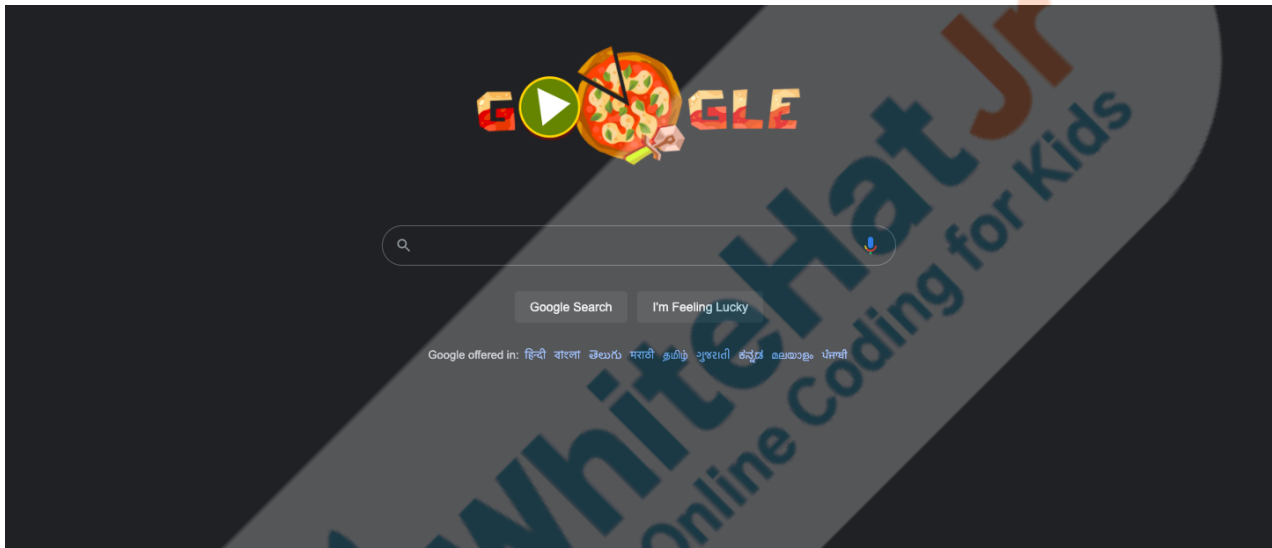 GOOGLE
Google Search I'm Feeling Lucky
Google offered in: हिन्दी বাংলা తెలుగు मराठी தமிழ் ગુજરાતી ಕನ್ನಡ മലയാളം ਪੰਜਾਬੀ
WhiteHat Jr
Online Coding for Kids